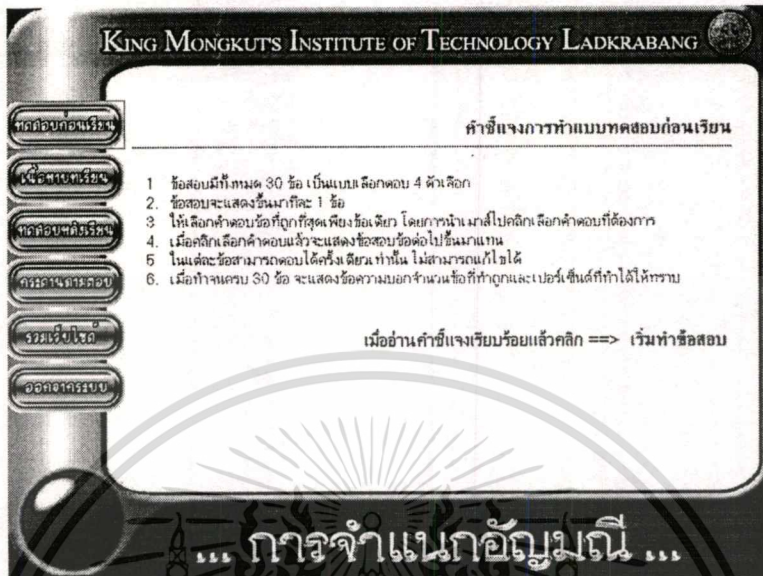 KING MONGKUT'S INSTITUTE OF TECHNOLOGY LADKRABANG
ทดสอบก่อนเรียน
เนื้อหาบทเรียน
ทดสอบหลังเรียน
กระดานถามตอบ
รวมเว็บไซต์
ออกจากระบบ
คำชี้แจงการทำแบบทดสอบก่อนเรียน
1 ข้อสอบมีทั้งหมด 30 ข้อ เป็นแบบเลือกตอบ 4 ตัวเลือก
2. ข้อสอบจะแสดงขึ้นมาทีละ 1 ข้อ
3 ให้เลือกคำตอบข้อที่ถูกที่สุดเพียงข้อเดียว โดยการนำเมาส์ไปคลิกเลือกคำตอบที่ต้องการ
4. เมื่อคลิกเลือกคำตอบแล้วจะแสดงข้อสอบข้อต่อไปขึ้นมาแทน
5 ในแต่ละข้อสามารถตอบได้ครั้งเดียวเท่านั้น ไม่สามารถแก้ไขได้
6. เมื่อทำจนครบ 30 ข้อ จะแสดงข้อความบอกจำนวนข้อที่ทำถูกและเปอร์เซ็นต์ที่ทำได้ให้ทราบ
เมื่ออ่านคำชี้แจงเรียบร้อยแล้วคลิก ==> เริ่มทำข้อสอบ
... การจำแนกอัญมณี ...